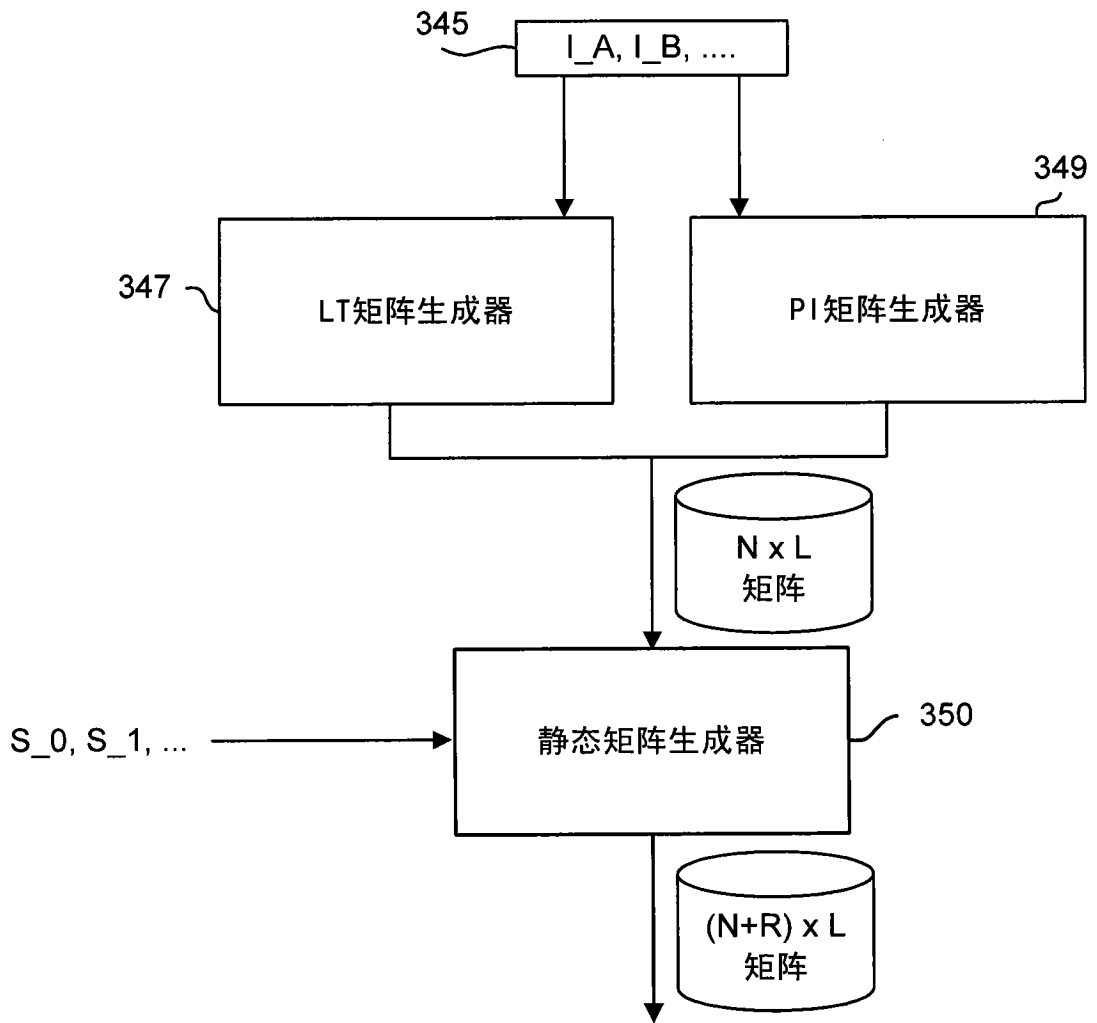 345
I_A, I_B, ....
349
347
LT矩阵生成器
PI矩阵生成器
N x L
矩阵
S_0, S_1, ...
静态矩阵生成器
350
(N+R) x L
矩阵